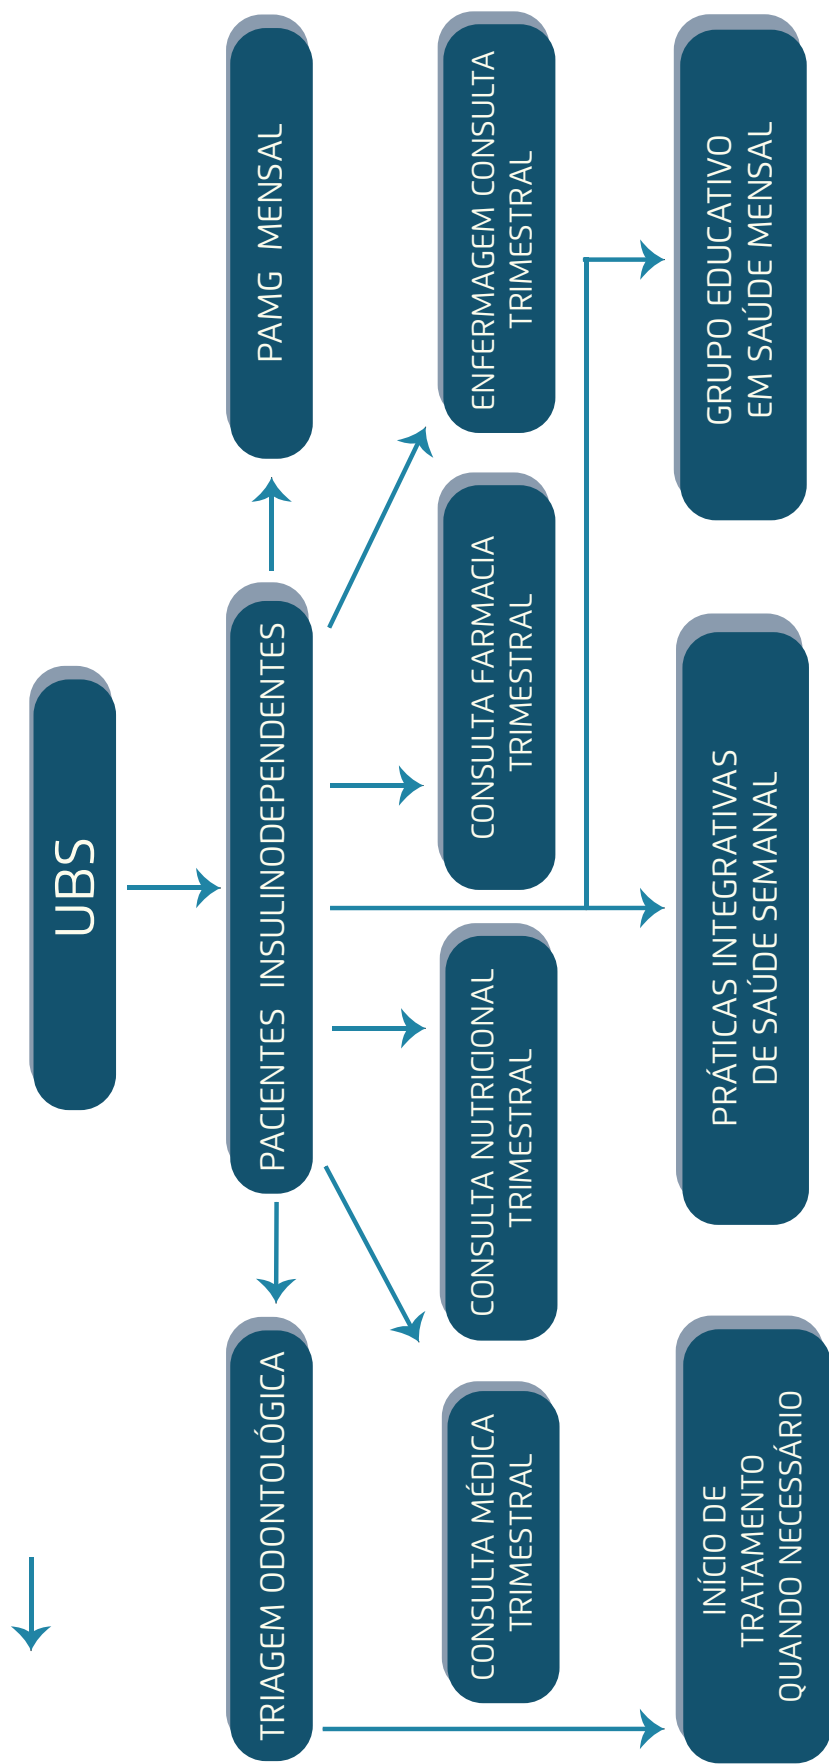 UBS
TRIAGEM ODONTOLÓGICA
PACIENTES INSULINODEPENDENTES
PAMG MENSAL
CONSULTA MÉDICA
TRIMESTRAL
CONSULTA NUTRICIONAL
TRIMESTRAL
CONSULTA FARMACIA
TRIMESTRAL
ENFERMAGEM CONSULTA
TRIMESTRAL
INÍCIO DE
TRATAMENTO
QUANDO NECESSÁRIO
PRÁTICAS INTEGRATIVAS
DE SAÚDE SEMANAL
GRUPO EDUCATIVO
EM SAÚDE MENSAL